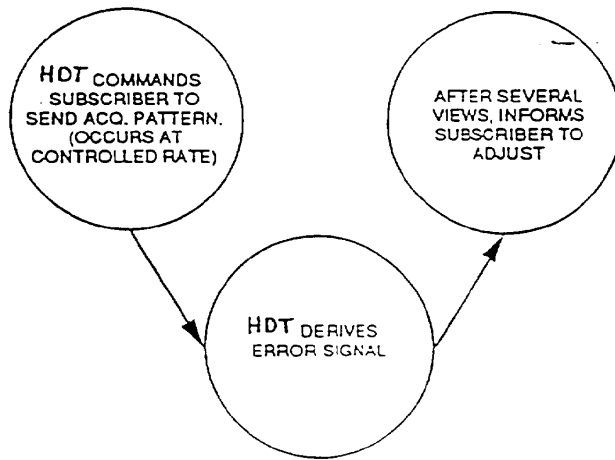 HDT COMMANDS
SUBSCRIBER TO
SEND ACQ. PATTERN.
(OCCURS AT
CONTROLLED RATE)
HDT DERIVES
ERROR SIGNAL
AFTER SEVERAL
VIEWS, INFORMS
SUBSCRIBER TO
ADJUST